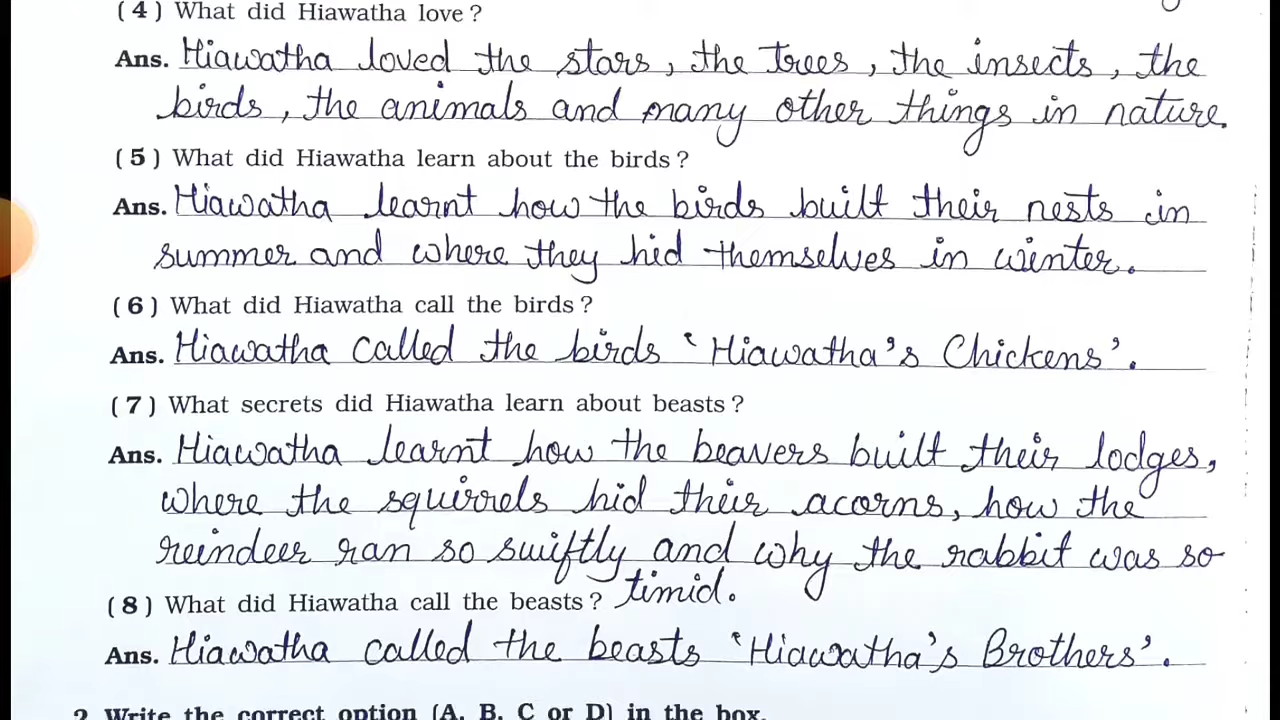 (4) What did Hiawatha love?
Ans. Hiawatha loved the stars, the trees, the insects, the
birds, the animals and many other things in nature.
(5) What did Hiawatha learn about the birds?
Ans. Hiawatha learnt how the birds built their nests in
summer and where they hid themselves in winter.
(6) What did Hiawatha call the birds?
Ans. Hiawatha called the birds ‘Hiawatha’s Chickens’.
(7) What secrets did Hiawatha learn about beasts?
Ans. Hiawatha learnt how the beavers built their lodges,
where the squirrels hid their acorns, how the
reindeer ran so swiftly and why the rabbit was so
timid.
(8) What did Hiawatha call the beasts?
Ans. Hiawatha called the beasts ‘Hiawatha’s Brothers’.
2. Write the correct option (A, B, C or D) in the box.